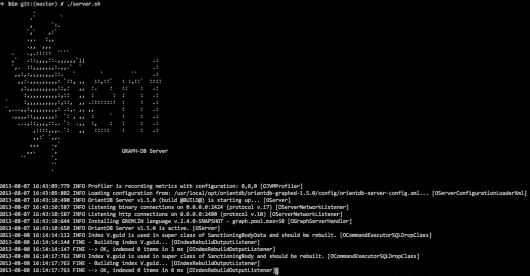 ➜ bin git:(master) ✗ ./server.sh
GRAPH-DB Server
2013-08-07 16:43:09:779 INFO Profiler is recording metrics with configuration: 0,0,0 [OJVMProfiler]
2013-08-07 16:43:09:802 INFO Loading configuration from: /usr/local/opt/orientdb/orientdb-graphed-1.5.0/config/orientdb-server-config.xml... [OServerConfigurationLoaderXml]
2013-08-07 16:43:10:490 INFO OrientDB Server v1.5.0 (build @BUILD@) is starting up... [OServer]
2013-08-07 16:43:10:587 INFO Listening binary connections on 0.0.0.0:2424 (protocol v.17) [OServerNetworkListener]
2013-08-07 16:43:10:587 INFO Listening http connections on 0.0.0.0:2480 (protocol v.10) [OServerNetworkListener]
2013-08-07 16:43:10:644 INFO Installing GREMLIN language v.2.4.0-SNAPSHOT - graph.pool.max=50 [OGraphServerHandler]
2013-08-07 16:43:10:650 INFO OrientDB Server v1.5.0 is active. [OServer]
2013-08-08 16:14:14:112 INFO Index V.guid is used in super class of SanctioningBodyData and should be rebuilt. [OCommandExecutorSQLDropClass]
2013-08-08 16:14:14:144 FINE - Building index V.guid... [OIndexRebuildOutputListener]
2013-08-08 16:14:14:147 FINE --> OK, indexed 0 items in 3 ms [OIndexRebuildOutputListener]
2013-08-08 16:14:17:762 INFO Index V.guid is used in super class of SanctioningBody and should be rebuilt. [OCommandExecutorSQLDropClass]
2013-08-08 16:14:17:763 FINE - Building index V.guid... [OIndexRebuildOutputListener]
2013-08-08 16:14:17:763 FINE --> OK, indexed 0 items in 0 ms [OIndexRebuildOutputListener]